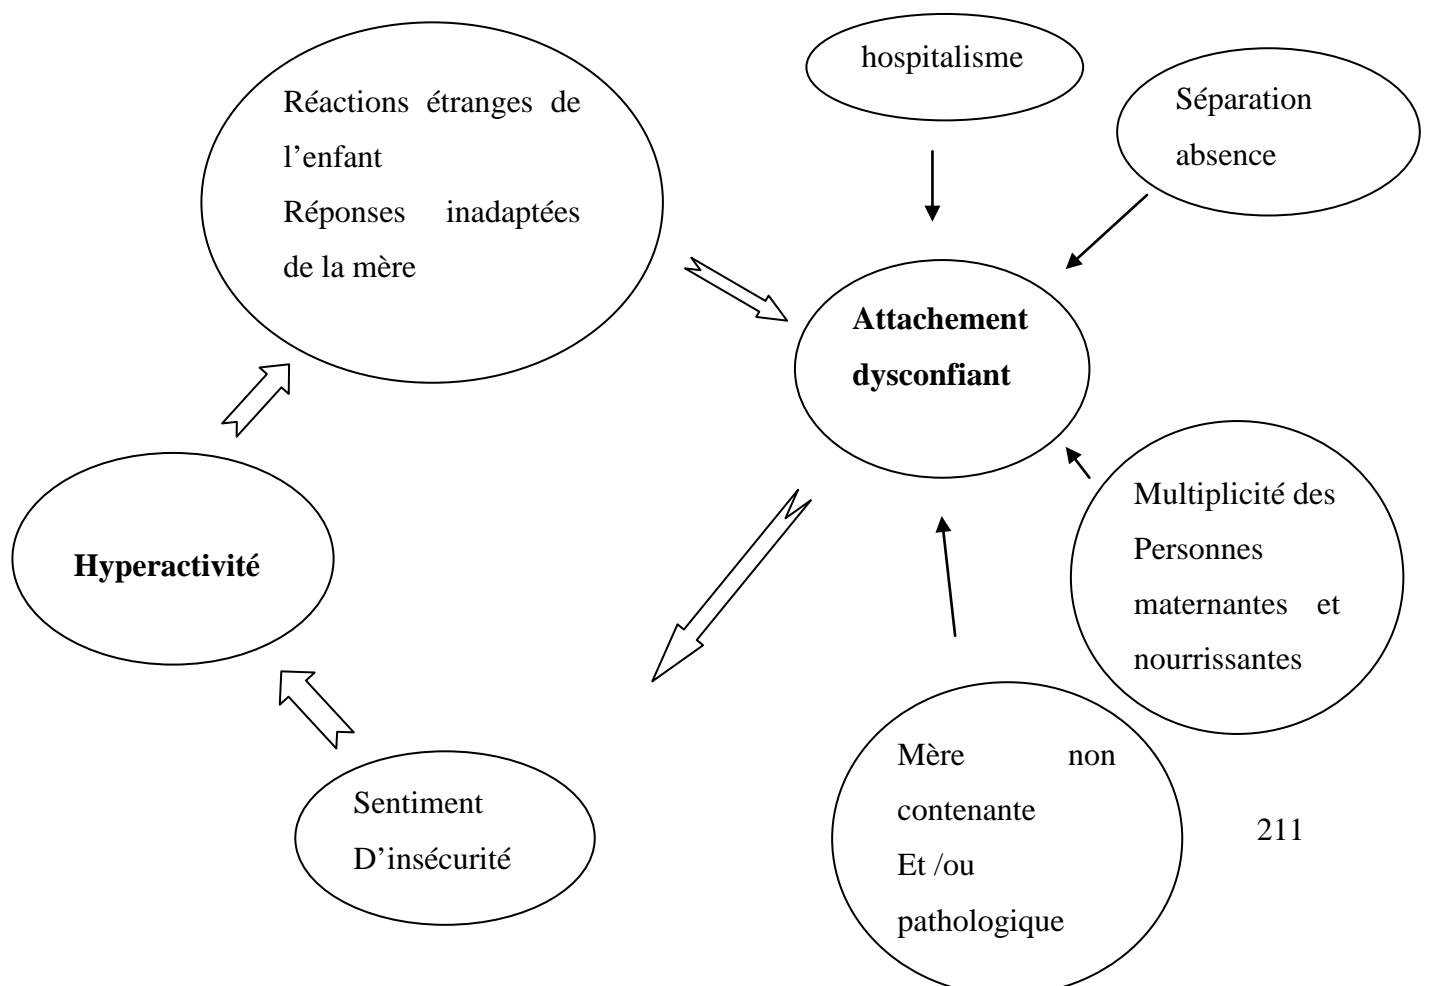 hospitalisme
Réactions étranges de
l’enfant
Réponses inadaptées
de la mère
Séparation
absence
Attachement
dysconfiant
Multiplicité des
Personnes
maternantes et
nourrissantes
Hyperactivité
Mère non
contenante
Et /ou
pathologique
Sentiment
D’insécurité
211